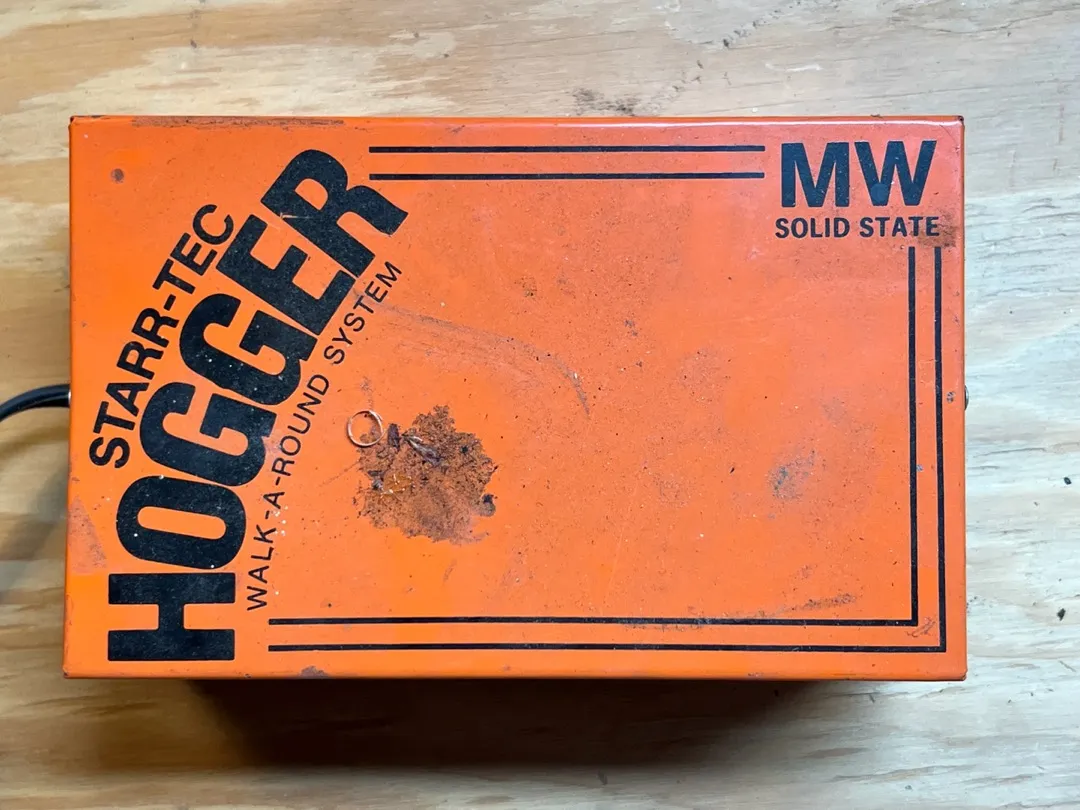 STARR-TEC
HOGGER
WALK-A-ROUND SYSTEM
MW
SOLID STATE